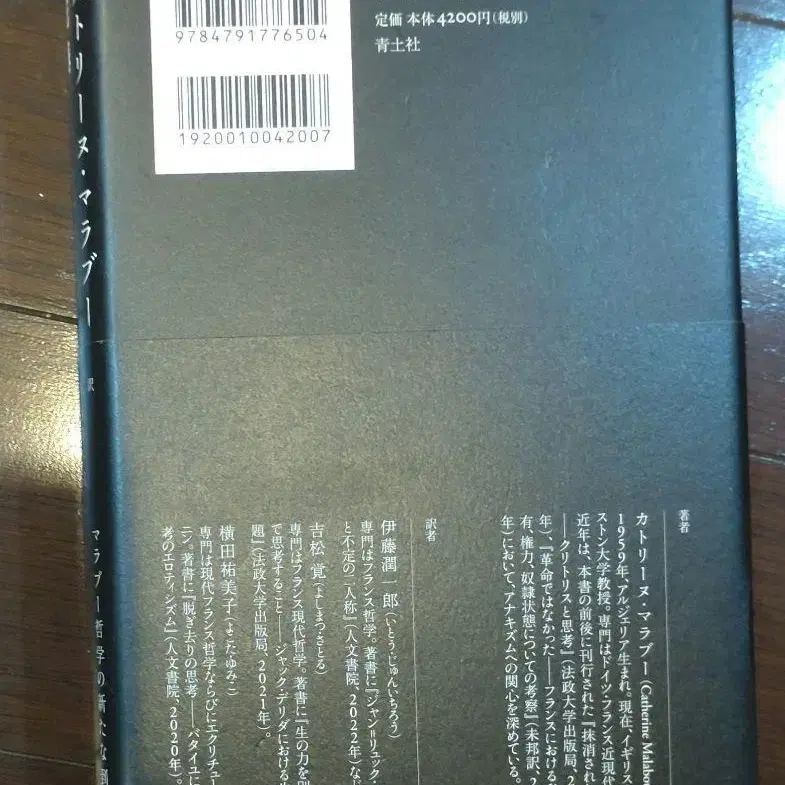 9784791776504
1920010042007
定価 本体4200円（税別）
青土社
トリーヌ・マラブー
訳
マラブー哲学の新たな到
著者
カトリーヌ・マラブー（Catherine Malabou
1959年、アルジェリア生まれ。現在、イギリス
ストン大学教授。専門はドイツ・フランス近現代
近年は、本書の前後に刊行された『抹消され
――クリトリスと思考』（法政大学出版局、2
年）、『革命ではなかった――フランスにおける
有、権力、奴隷状態についての考察』（未邦訳、2
年）において、アナキズムへの関心を深めている。
訳者
伊藤潤一郎（いとう・じゅんいちろう）
専門はフランス哲学。著書に『ジャン＝リュック・
と不定の二人称』（人文書院、2022年）など
吉松覚（よしまつ・さとる）
専門はフランス現代哲学。著書に『生の力を別
で思考すること――ジャック・デリダにおける
題』（法政大学出版局、2021年）。
横田祐美子（よこた・ゆみこ）
専門は現代フランス哲学ならびにエクリチュー
ニン。著書に『脱ぎ去りの思考――バタイユに
考のエロティシズム』（人文書院、2020年）。